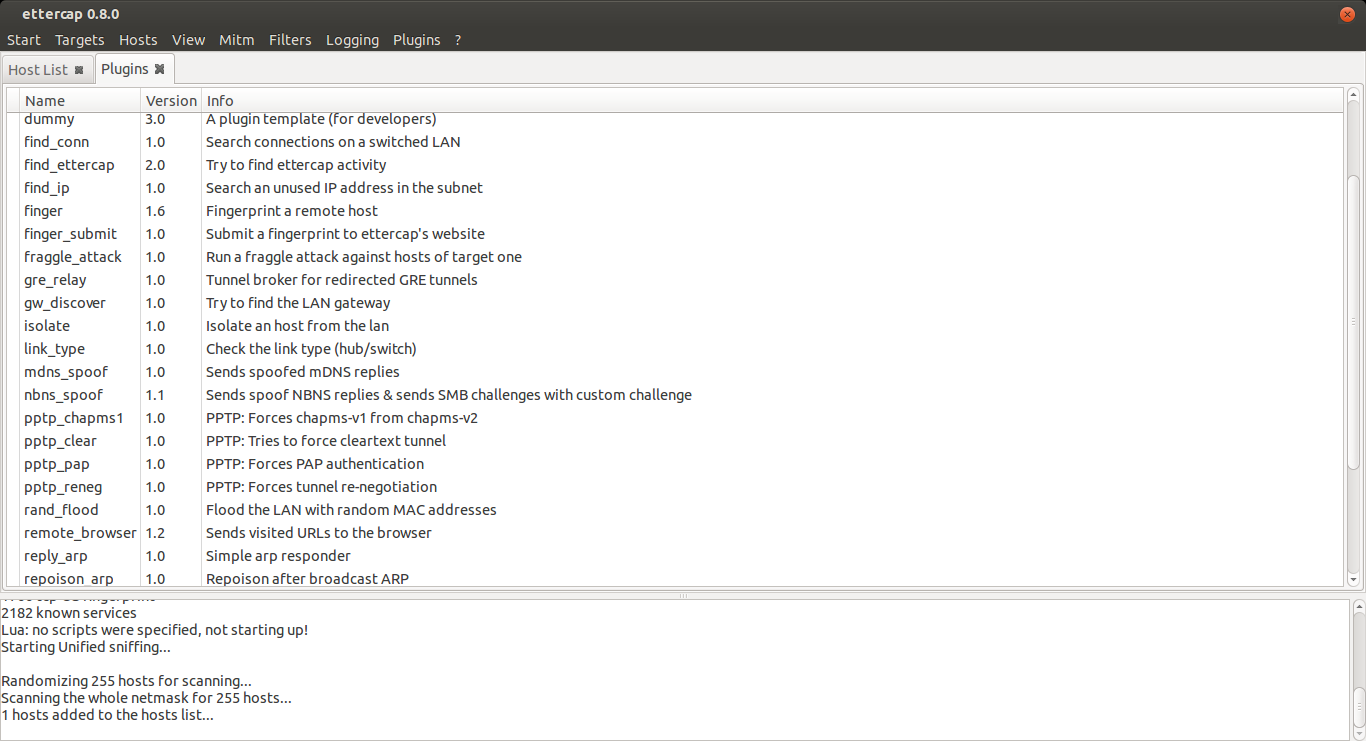 ettercap 0.8.0
Start Targets Hosts View Mitm Filters Logging Plugins ?
Host List Plugins
Name Version Info
dummy 3.0 A plugin template (for developers)
find_conn 1.0 Search connections on a switched LAN
find_ettercap 2.0 Try to find ettercap activity
find_ip 1.0 Search an unused IP address in the subnet
finger 1.6 Fingerprint a remote host
finger_submit 1.0 Submit a fingerprint to ettercap's website
fraggle_attack 1.0 Run a fraggle attack against hosts of target one
gre_relay 1.0 Tunnel broker for redirected GRE tunnels
gw_discover 1.0 Try to find the LAN gateway
isolate 1.0 Isolate an host from the lan
link_type 1.0 Check the link type (hub/switch)
mdns_spoof 1.0 Sends spoofed mDNS replies
nbns_spoof 1.1 Sends spoof NBNS replies & sends SMB challenges with custom challenge
pptp_chapms1 1.0 PPTP: Forces chapms-v1 from chapms-v2
pptp_clear 1.0 PPTP: Tries to force cleartext tunnel
pptp_pap 1.0 PPTP: Forces PAP authentication
pptp_reneg 1.0 PPTP: Forces tunnel re-negotiation
rand_flood 1.0 Flood the LAN with random MAC addresses
remote_browser 1.2 Sends visited URLs to the browser
reply_arp 1.0 Simple arp responder
repoison_arp 1.0 Repoison after broadcast ARP
2182 known services
Lua: no scripts were specified, not starting up!
Starting Unified sniffing...
Randomizing 255 hosts for scanning...
Scanning the whole netmask for 255 hosts...
1 hosts added to the hosts list...